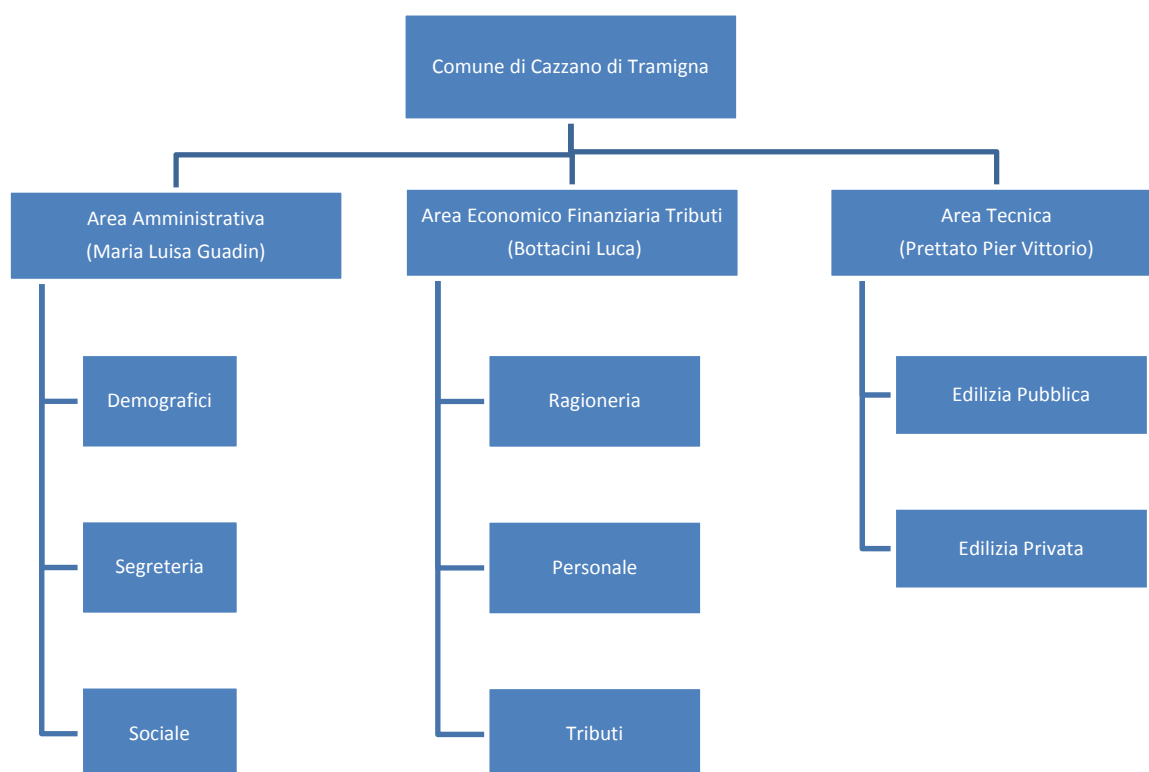 Comune di Cazzano di Tramigna
Area Amministrativa
(Maria Luisa Guadin)
Area Economico Finanziaria Tributi
(Bottacini Luca)
Area Tecnica
(Prettato Pier Vittorio)
Demografici
Segreteria
Sociale
Ragioneria
Personale
Tributi
Edilizia Pubblica
Edilizia Privata